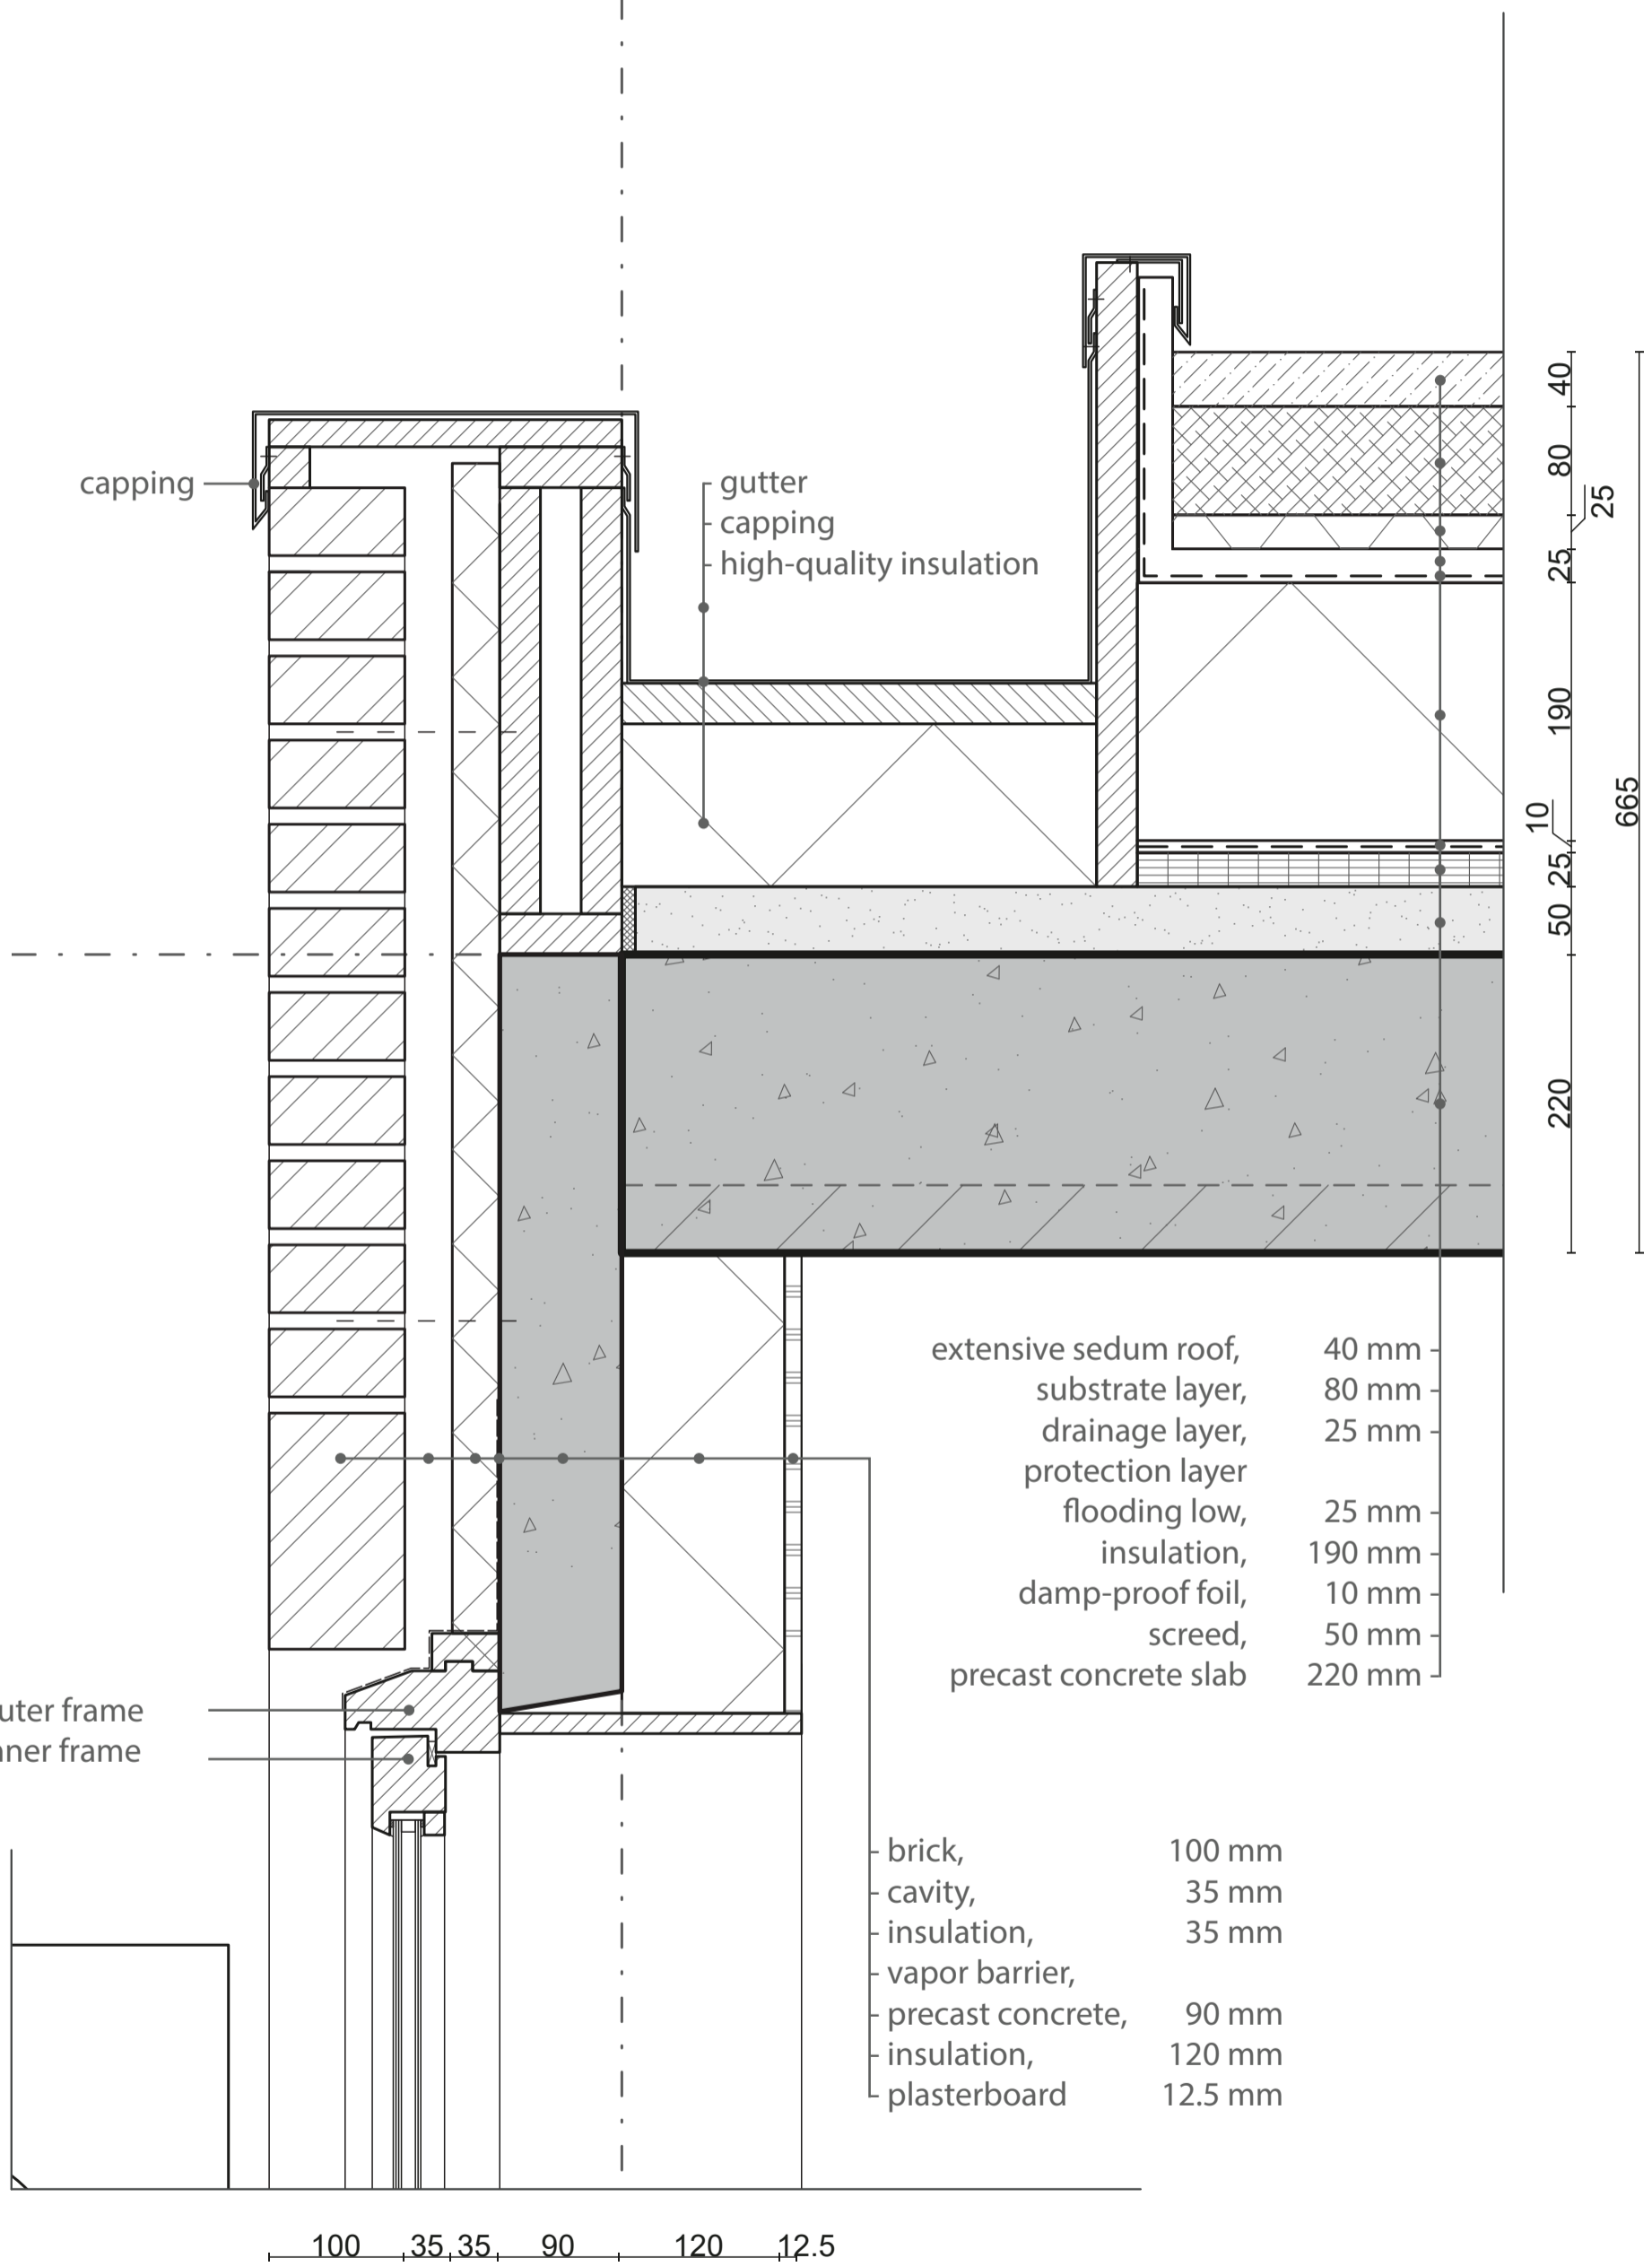 capping
gutter
capping
high-quality insulation
40
80
25
25
190
665
10
25
50
220
extensive sedum roof, 40 mm
substrate layer, 80 mm
drainage layer, 25 mm
protection layer
flooding low, 25 mm
insulation, 190 mm
damp-proof foil, 10 mm
screed, 50 mm
precast concrete slab 220 mm
uter frame
nner frame
brick, 100 mm
cavity, 35 mm
insulation, 35 mm
vapor barrier,
precast concrete, 90 mm
insulation, 120 mm
plasterboard 12.5 mm
100 35 35 90 120 12.5